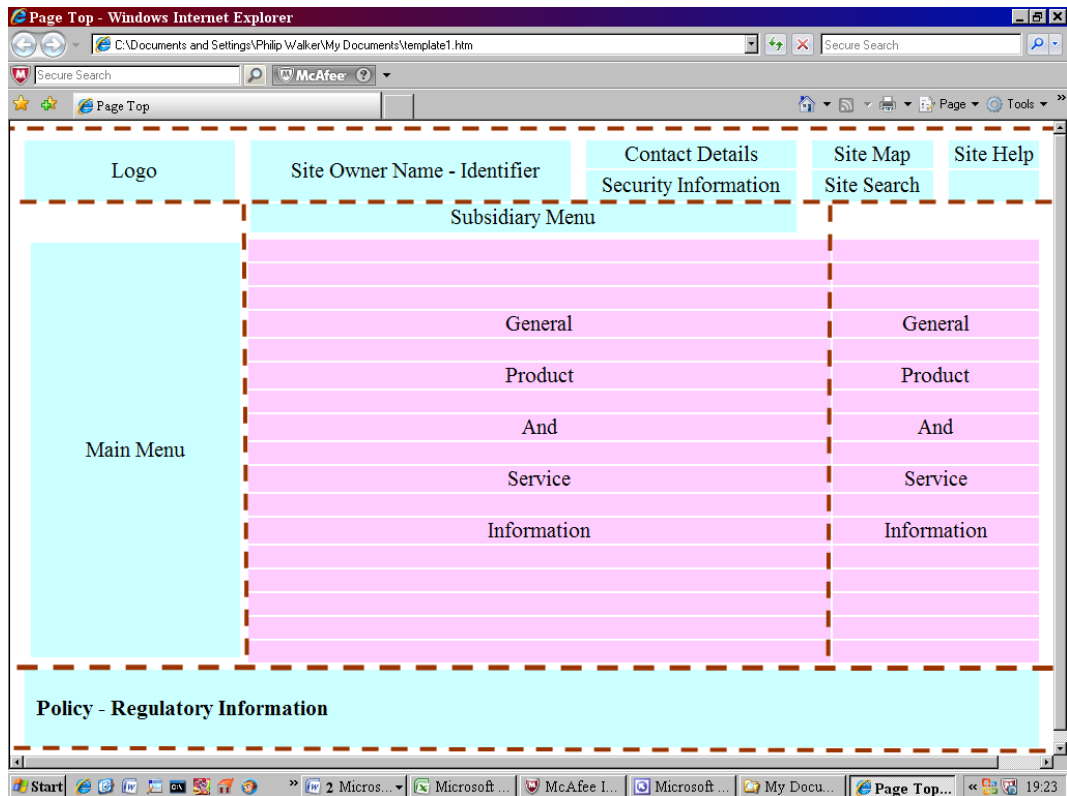 Page Top - Windows Internet Explorer
C:\Documents and Settings\Philip Walker\My Documents\template1.htm
Secure Search
Secure Search
McAfee
Page Top
Page
Tools
Logo
Site Owner Name - Identifier
Contact Details
Site Map
Site Help
Security Information
Site Search
Subsidiary Menu
General
General
Product
Product
And
And
Main Menu
Service
Service
Information
Information
Policy - Regulatory Information
Start
2 Micros...
Microsoft ...
McAfee I...
Microsoft ...
My Docu...
Page Top...
19:23